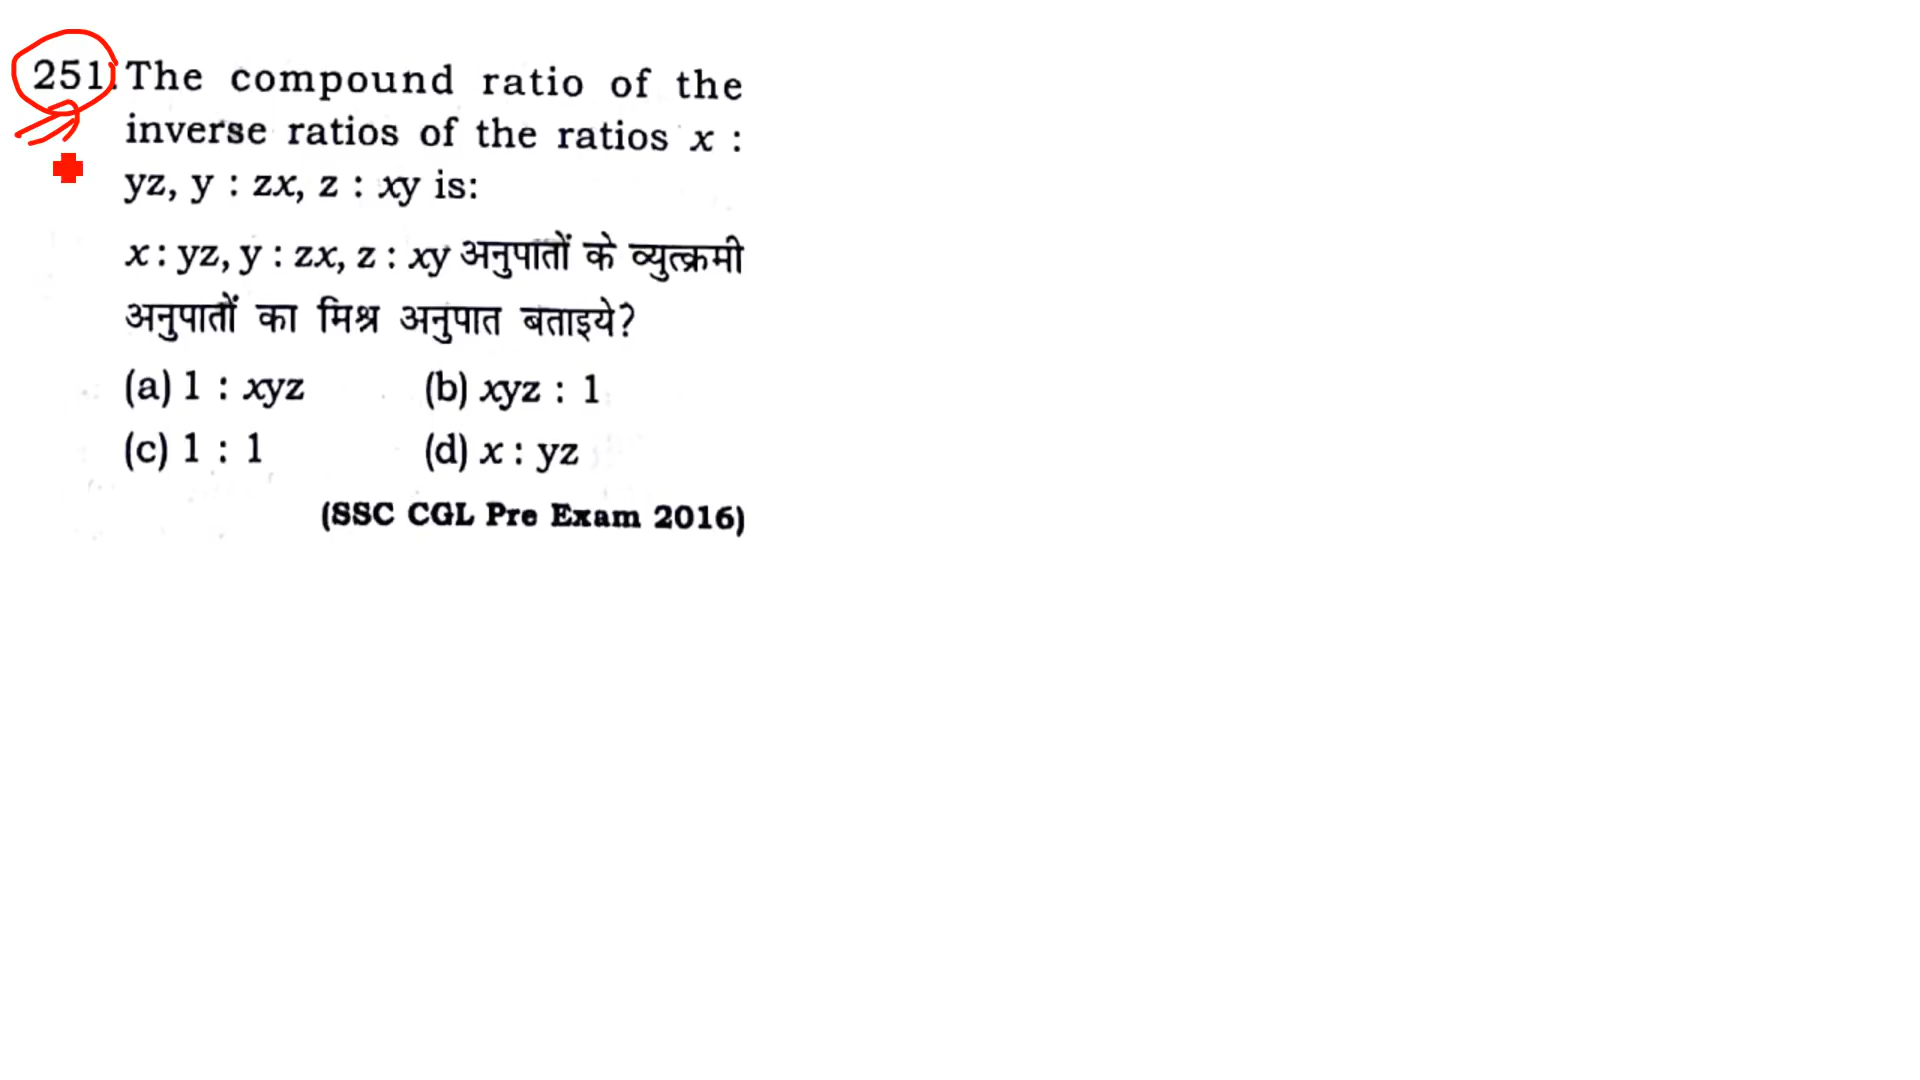 251. The compound ratio of the
inverse ratios of the ratios x :
yz, y : zx, z : xy is:
x : yz, y : zx, z : xy अनुपातों के व्युत्क्रमी
अनुपातों का मिश्र अनुपात बताइये?
(a) 1 : xyz (b) xyz : 1
(c) 1 : 1 (d) x : yz
(SSC CGL Pre Exam 2016)